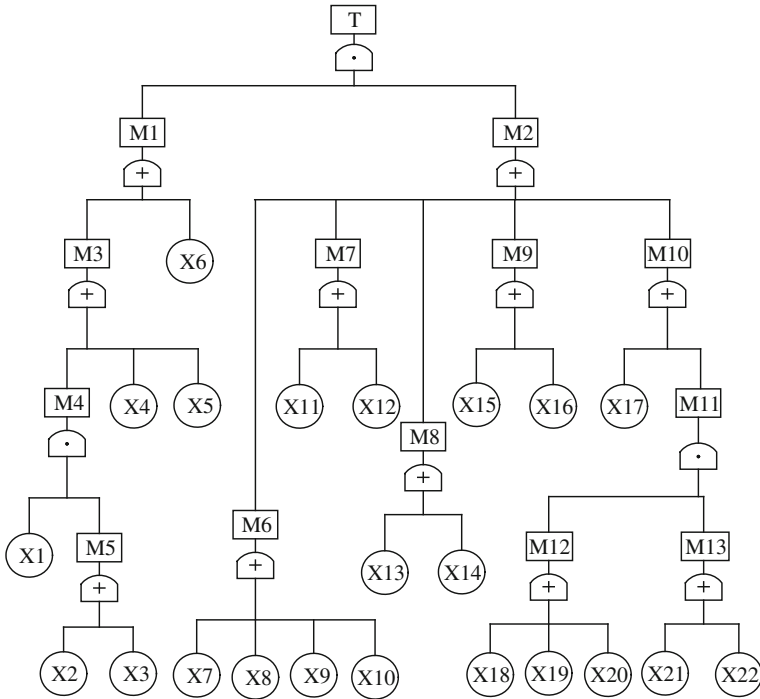 T
·
M1 M2
+ +
M3 X6 M7 M9 M10
+ + + +
M4 X4 X5 X11 X12 X15 X16 X17 M11
M8
· + ·
X1 M5 M6 X13 X14 M12 M13
+ + + +
X2 X3 X7 X8 X9 X10 X18 X19 X20 X21 X22